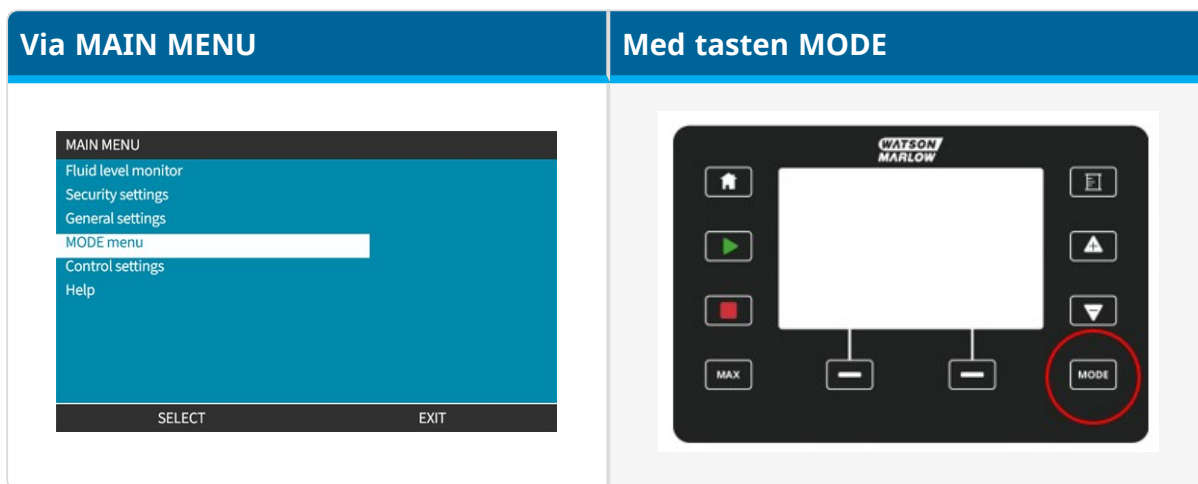 Via MAIN MENU
Med tasten MODE
MAIN MENU
Fluid level monitor
Security settings
General settings
MODE menu
Control settings
Help
SELECT
EXIT
WATSON
MARLOW
MAX
MODE